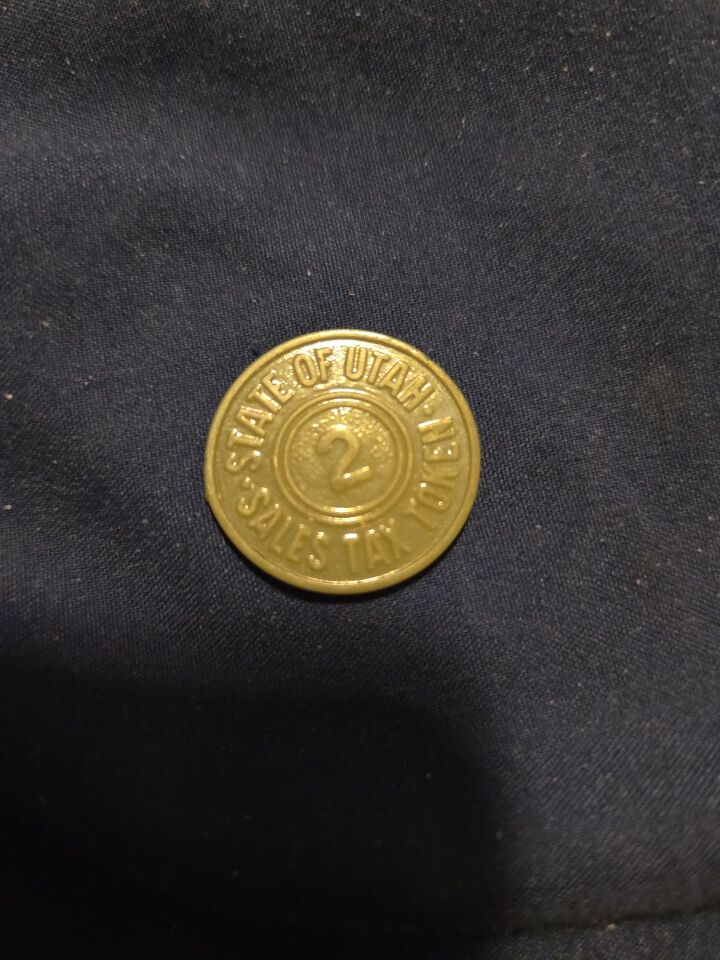 STATE OF UTAH
2
SALES TAX TOKEN